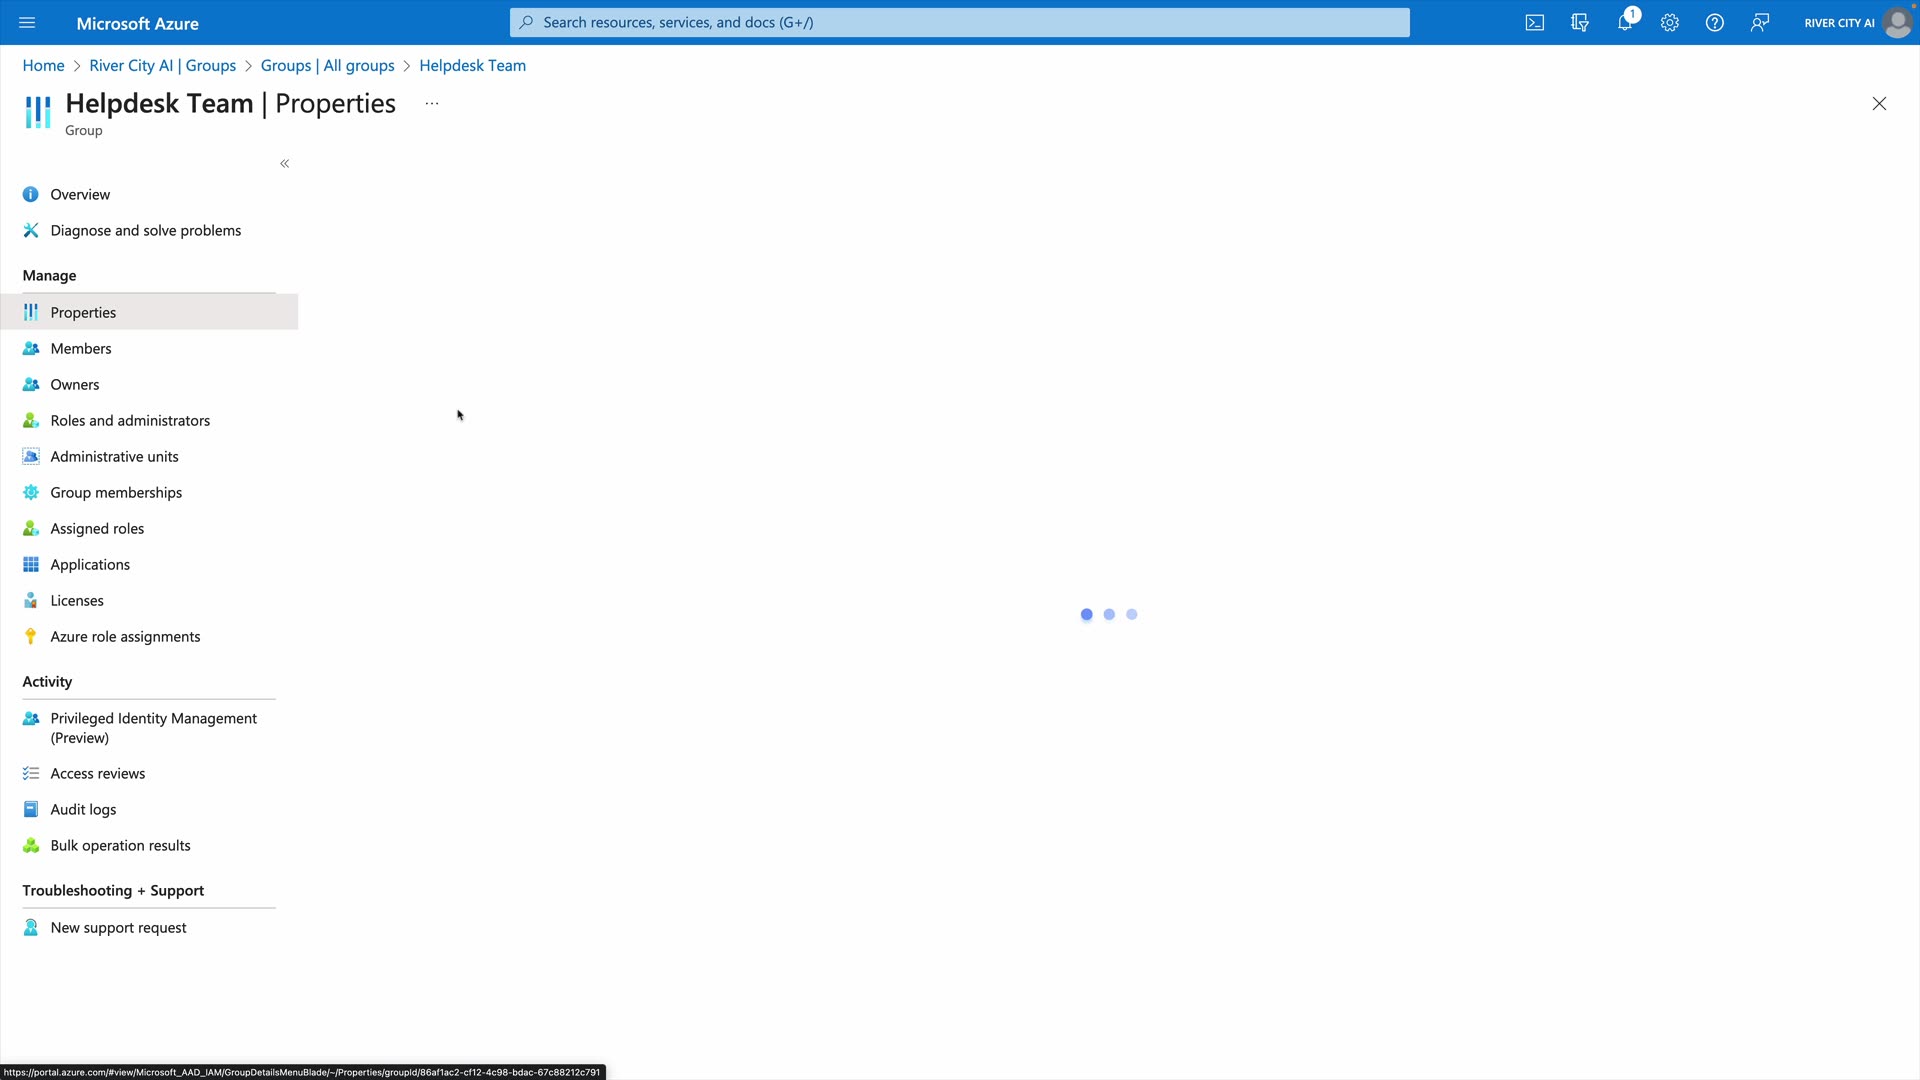 Microsoft Azure
Search resources, services, and docs (G+/)
1
RIVER CITY AI
Home > River City AI | Groups > Groups | All groups > Helpdesk Team
Helpdesk Team | Properties ...
Group
«
Overview
Diagnose and solve problems
Manage
Properties
Members
Owners
Roles and administrators
Administrative units
Group memberships
Assigned roles
Applications
Licenses
Azure role assignments
Activity
Privileged Identity Management
(Preview)
Access reviews
Audit logs
Bulk operation results
Troubleshooting + Support
New support request
https://portal.azure.com/#view/Microsoft_AAD_IAM/GroupDetailsMenuBlade/~/Properties/groupId/86af1ac2-cf12-4c98-bdac-67c88212c791